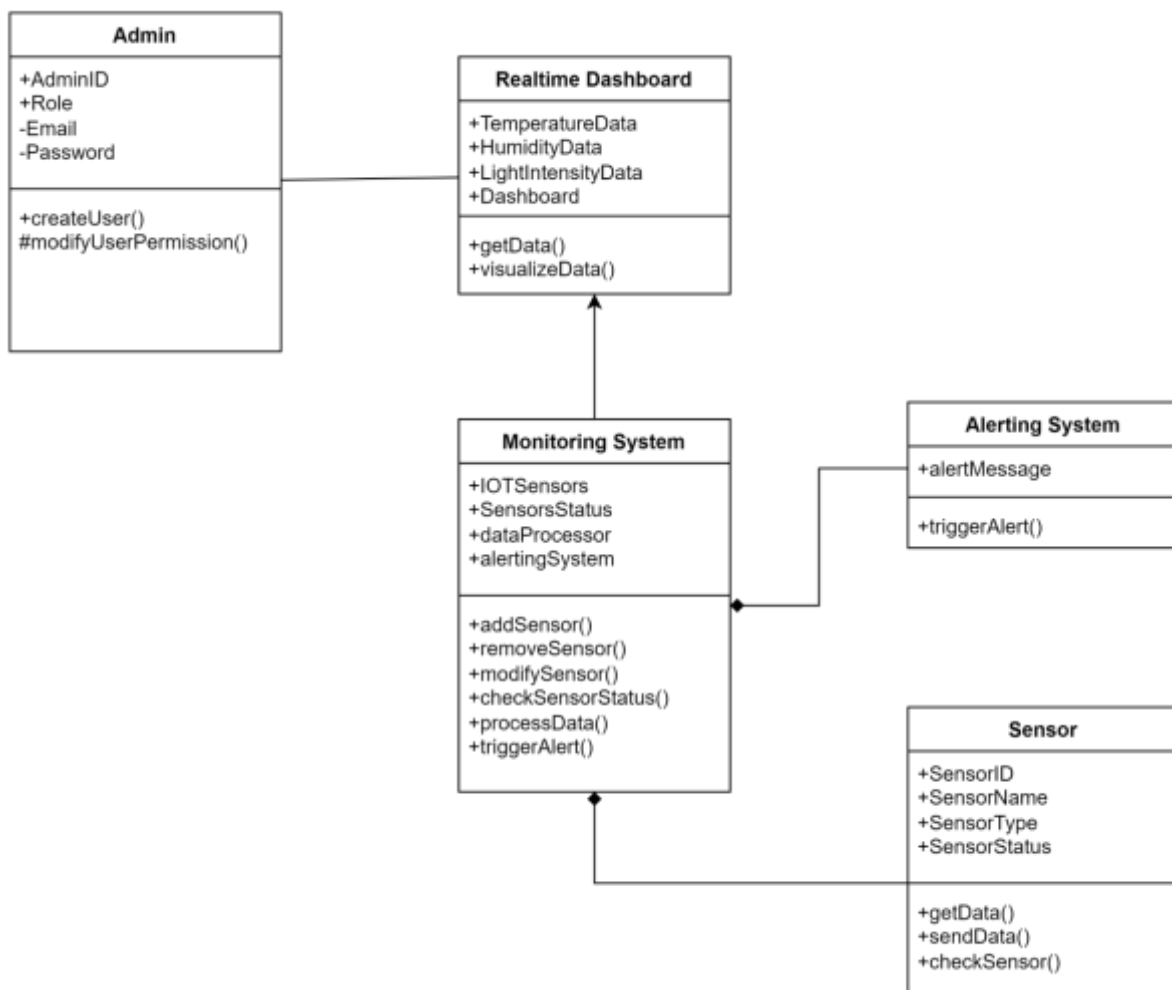 Admin
+AdminID
+Role
-Email
-Password
+createUser()
#modifyUserPermission()
Realtime Dashboard
+TemperatureData
+HumidityData
+LightIntensityData
+Dashboard
+getData()
+visualizeData()
Monitoring System
+IOTSensors
+SensorsStatus
+dataProcessor
+alertingSystem
+addSensor()
+removeSensor()
+modifySensor()
+checkSensorStatus()
+processData()
+triggerAlert()
Alerting System
+alertMessage
+triggerAlert()
Sensor
+SensorID
+SensorName
+SensorType
+SensorStatus
+getData()
+sendData()
+checkSensor()